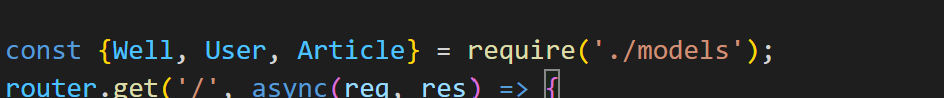 const {Well, User, Article} = require('./models');
router.get('/', async(req, res) => {